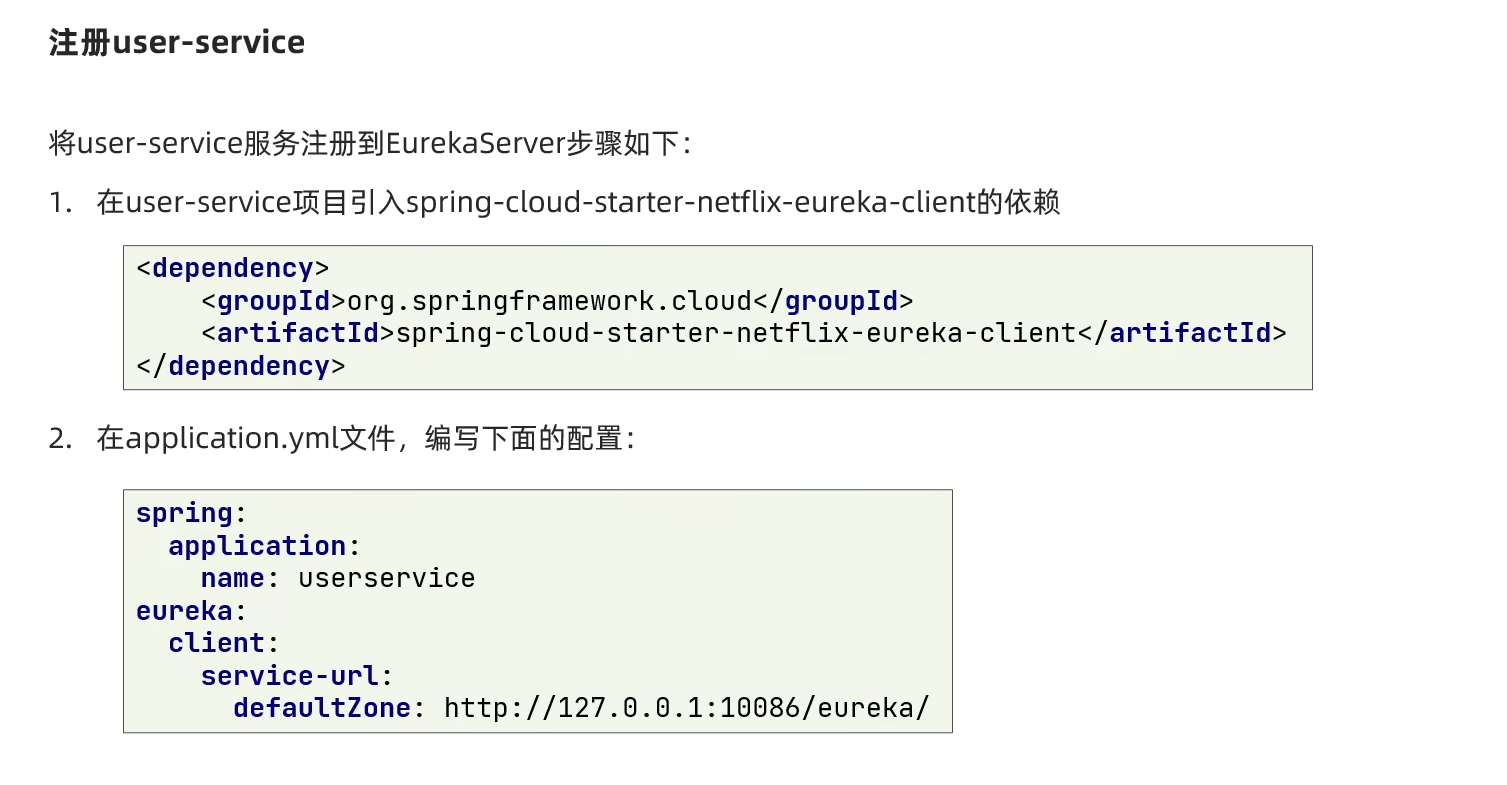 注册user-service
将user-service服务注册到EurekaServer步骤如下：
1. 在user-service项目引入spring-cloud-starter-netflix-eureka-client的依赖
<dependency>
    <groupId>org.springframework.cloud</groupId>
    <artifactId>spring-cloud-starter-netflix-eureka-client</artifactId>
</dependency>
2. 在application.yml文件，编写下面的配置：
spring:
  application:
    name: userservice
eureka:
  client:
    service-url:
      defaultZone: http://127.0.0.1:10086/eureka/